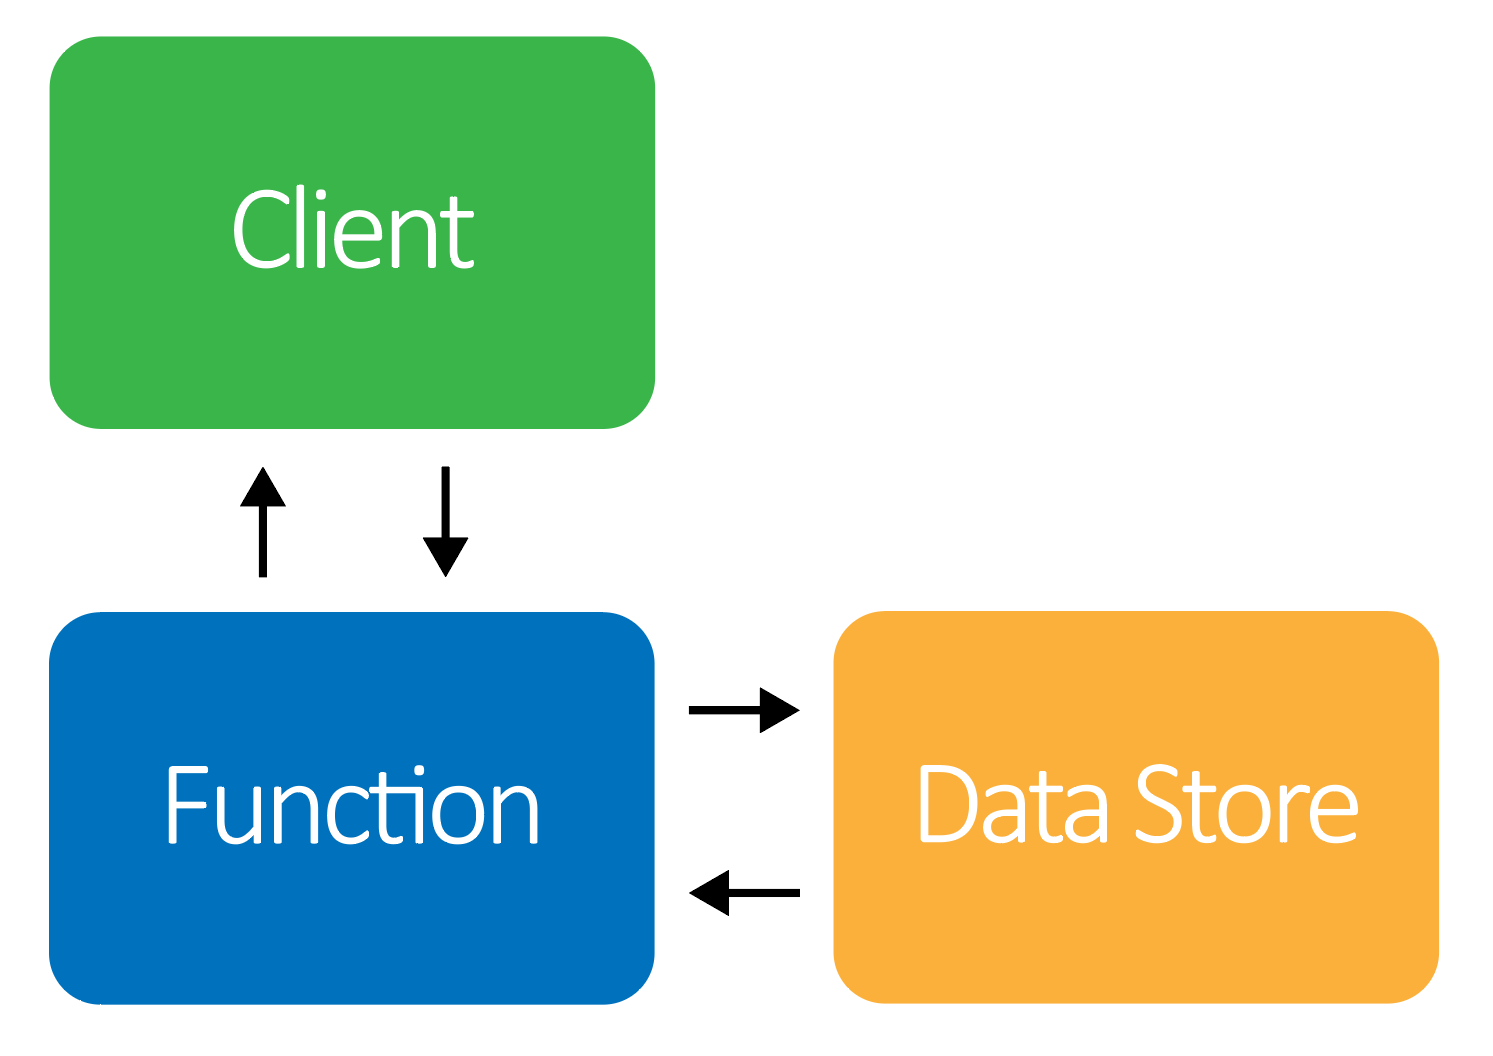 Client
Function
Data Store